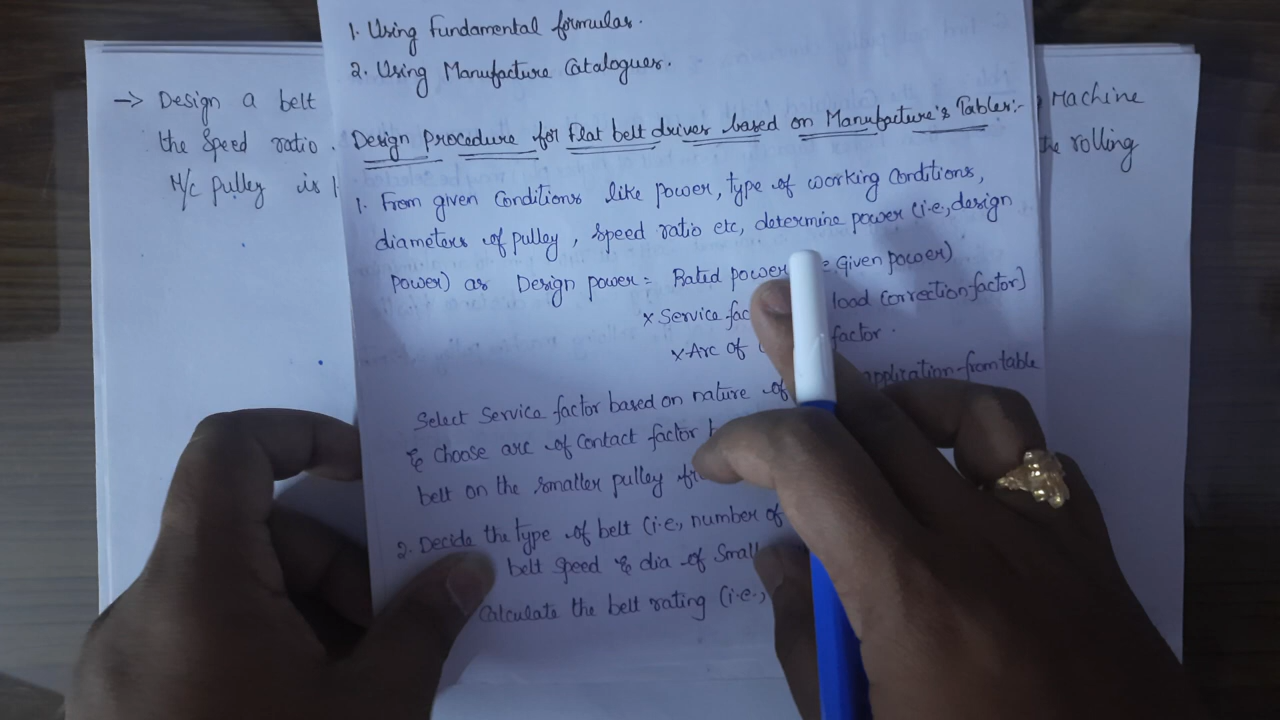 1. Using Fundamental formulas.
2. Using Manufacture Catalogues.
Design Procedure for Flat belt drives based on Manufacture's Tables:-
1. From given Conditions like power, type of working conditions,
diameters of pulley, speed ratio etc, determine power (i.e, design
power) as Design power = Rated power = Given power)
x Service fac load correction factor]
x Arc of factor.
Select Service factor based on nature of application from table
& choose arc of contact factor
belt on the smaller pulley
2. Decide the type of belt (i.e., number of
belt speed & dia of Small
Calculate the belt rating (i.e.,
→ Design a belt Machine
the Speed ratio. the rolling
M/c pulley is